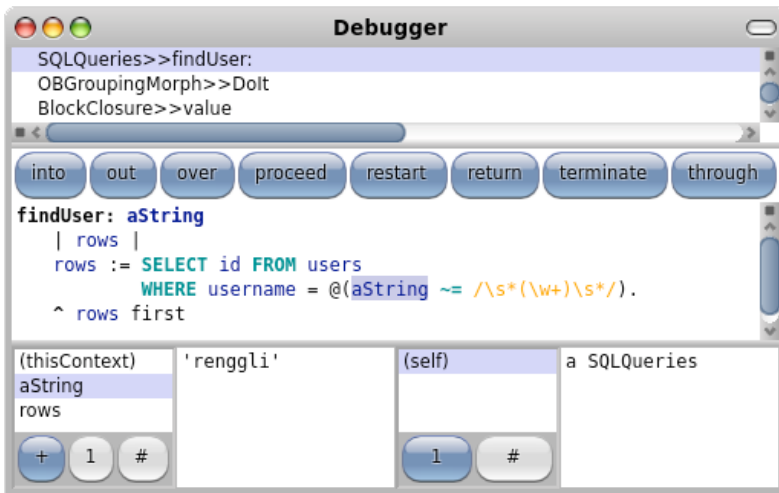 Debugger
SQLQueries>>findUser:
OBGroupingMorph>>DoIt
BlockClosure>>value
into out over proceed restart return terminate through
findUser: aString
| rows |
rows := SELECT id FROM users
WHERE username = @(aString ~= /\s*(\w+)\s*/).
^ rows first
(thisContext)
aString
rows
+ 1 #
'renggli'
(self)
1 #
a SQLQueries